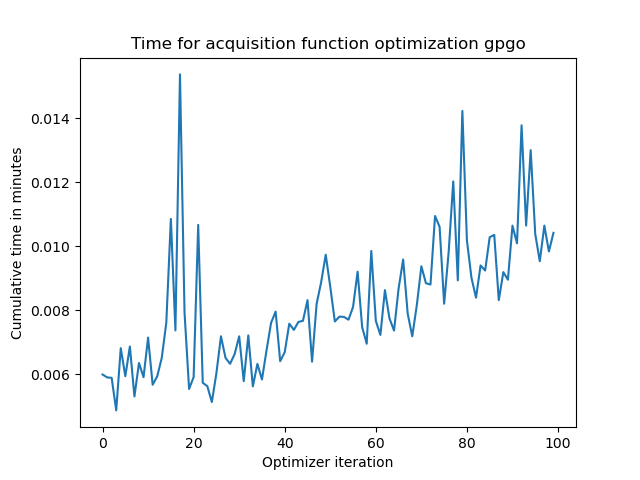 Time for acquisition function optimization gpgo
Cumulative time in minutes
0.014
0.012
0.010
0.008
0.006
0 20 40 60 80 100
Optimizer iteration